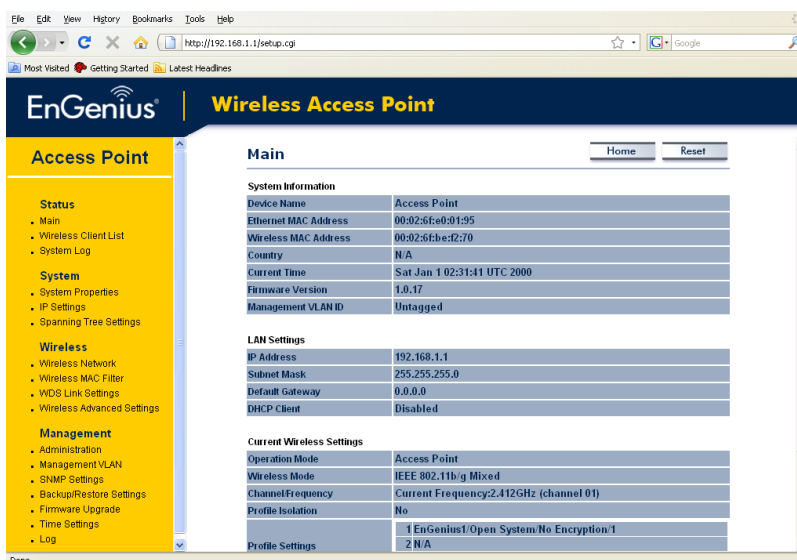 File Edit View History Bookmarks Tools Help
http://192.168.1.1/setup.cgi
G Google
Most Visited Getting Started Latest Headlines
EnGenius® Wireless Access Point
Access Point
Status
Main
Wireless Client List
System Log
System
System Properties
IP Settings
Spanning Tree Settings
Wireless
Wireless Network
Wireless MAC Filter
WDS Link Settings
Wireless Advanced Settings
Management
Administration
Management VLAN
SNMP Settings
Backup/Restore Settings
Firmware Upgrade
Time Settings
Log
Main Home Reset
System Information
Device Name Access Point
Ethernet MAC Address 00:02:6f:e0:01:95
Wireless MAC Address 00:02:6f:be:f2:70
Country N/A
Current Time Sat Jan 1 02:31:41 UTC 2000
Firmware Version 1.0.17
Management VLAN ID Untagged
LAN Settings
IP Address 192.168.1.1
Subnet Mask 255.255.255.0
Default Gateway 0.0.0.0
DHCP Client Disabled
Current Wireless Settings
Operation Mode Access Point
Wireless Mode IEEE 802.11b/g Mixed
Channel/Frequency Current Frequency:2.412GHz (channel 01)
Profile Isolation No
Profile Settings
1 EnGenius1/Open System/No Encryption/1
2 N/A